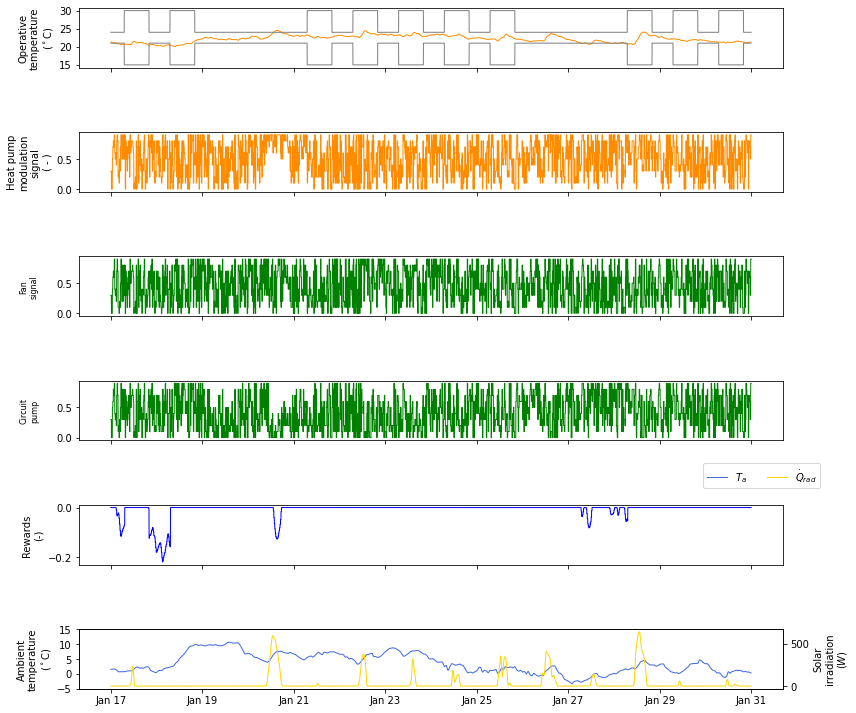 Operative
temperature
(°C)
30
25
20
15
Heat pump
modulation
signal
( - )
0.5
0.0
Fan
signal
0.5
0.0
Circuit
pump
0.5
0.0
T_a
Q̇_rad
Rewards
(-)
0.0
−0.2
Ambient
temperature
(°C)
15
10
5
0
−5
500
0
Solar
irradiation
(W)
Jan 17 Jan 19 Jan 21 Jan 23 Jan 25 Jan 27 Jan 29 Jan 31